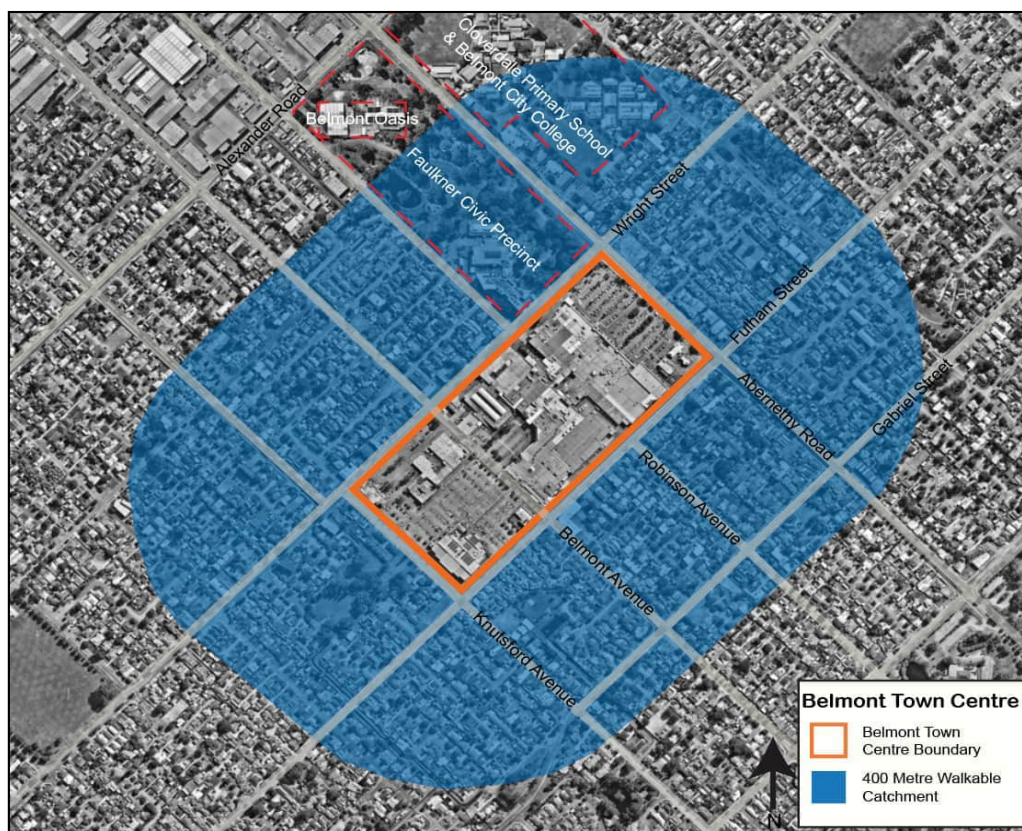 Cloverdale Primary School
& Belmont City College
Belmont Oasis
Alexander Road
Faulkner Civic Precinct
Wright Street
Fulham Street
Abernethy Road
Gabriel Street
Robinson Avenue
Belmont Avenue
Knutsford Avenue
Belmont Town Centre
Belmont Town
Centre Boundary
400 Metre Walkable
Catchment
N